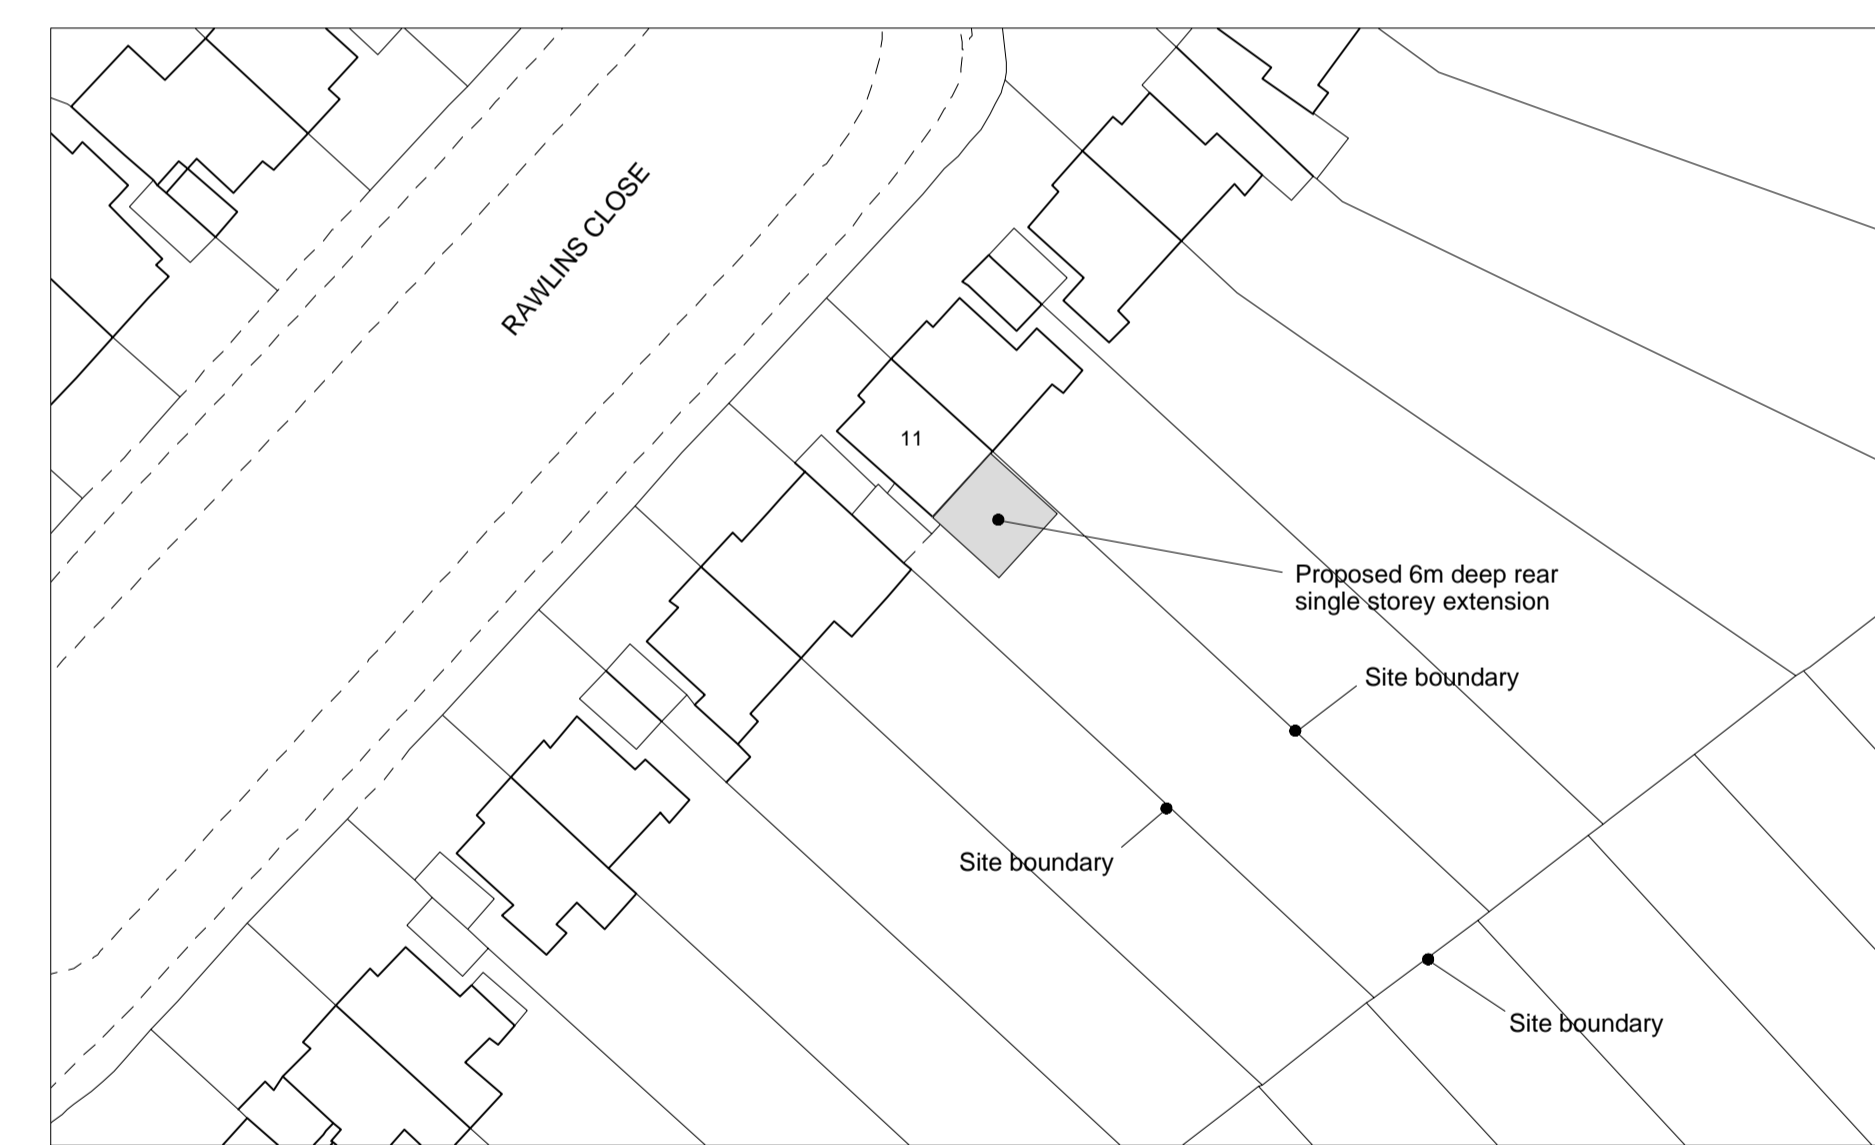 RAWLINS CLOSE
11
Proposed 6m deep rear
single storey extension
Site boundary
Site boundary
Site boundary